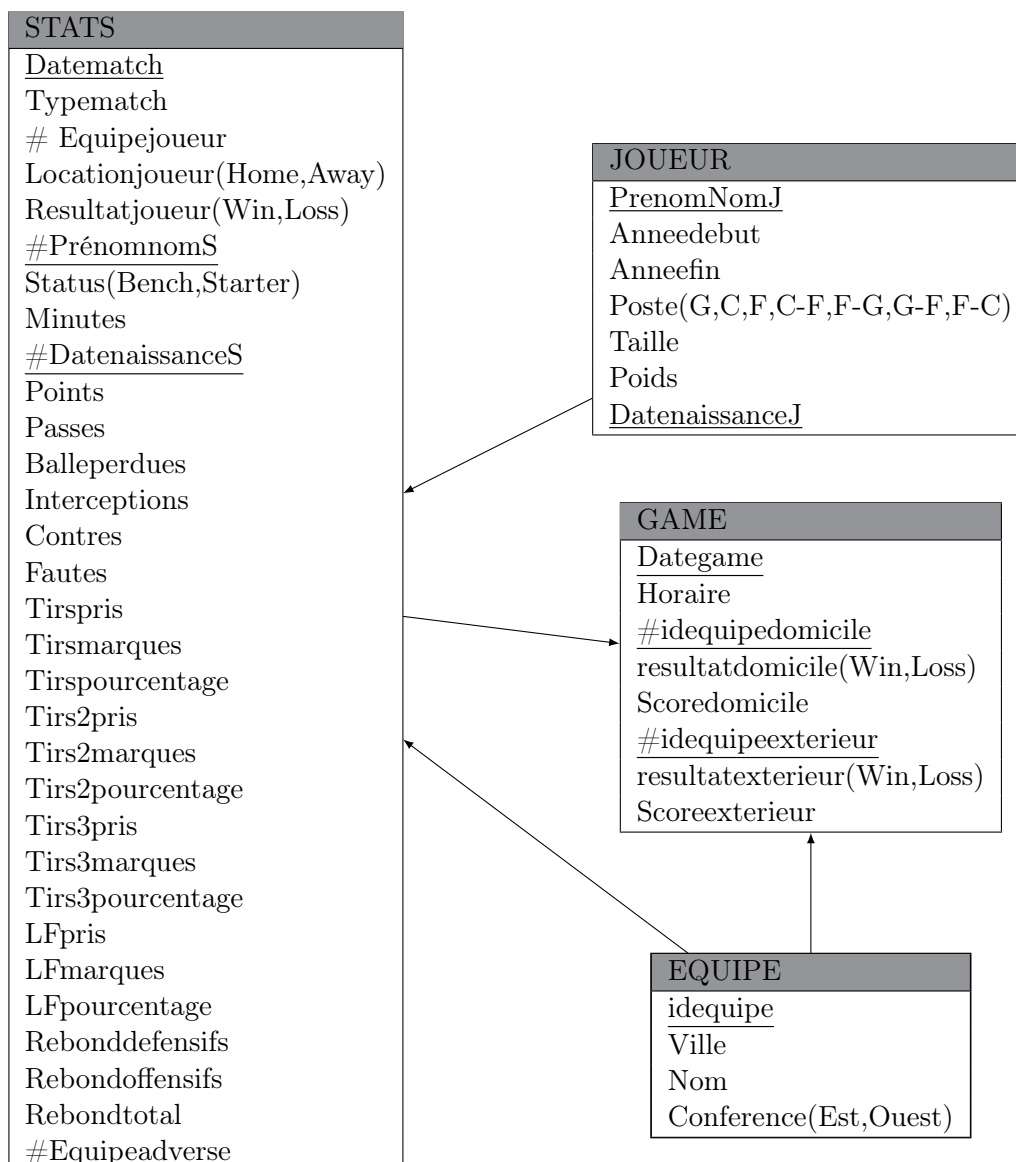 STATS
Datematch
Typematch
# Equipejoueur
Locationjoueur(Home,Away)
Resultatjoueur(Win,Loss)
#PrénomnomS
Status(Bench,Starter)
Minutes
#DatenaissanceS
Points
Passes
Balleperdues
Interceptions
Contres
Fautes
Tirspris
Tirsmarques
Tirspourcentage
Tirs2pris
Tirs2marques
Tirs2pourcentage
Tirs3pris
Tirs3marques
Tirs3pourcentage
LFpris
LFmarques
LFpourcentage
Rebonddefensifs
Rebondoffensifs
Rebondtotal
#Equipeadverse
JOUEUR
PrenomNomJ
Anneedebut
Anneefin
Poste(G,C,F,C-F,F-G,G-F,F-C)
Taille
Poids
DatenaissanceJ
GAME
Dategame
Horaire
#idequipedomicile
resultatdomicile(Win,Loss)
Scoredomicile
#idequipeexterieur
resultatexterieur(Win,Loss)
Scoreexterieur
EQUIPE
idequipe
Ville
Nom
Conference(Est,Ouest)